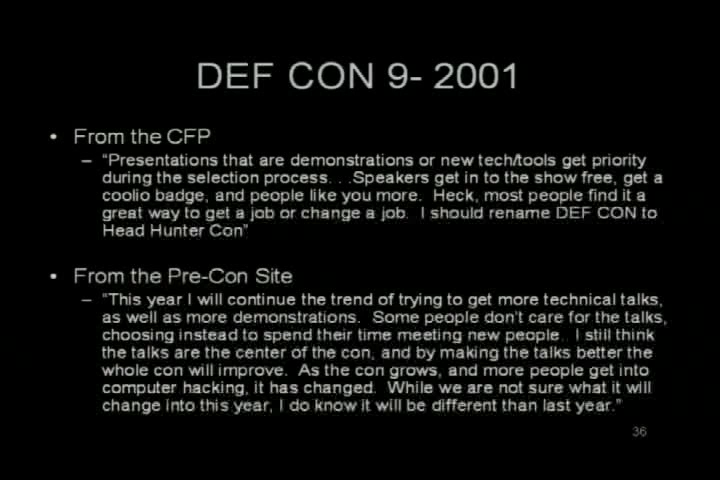 DEF CON 9- 2001
• From the CFP
– “Presentations that are demonstrations or new tech/tools get priority
during the selection process. . .Speakers get in to the show free, get a
coolio badge, and people like you more. Heck, most people find it a
great way to get a job or change a job. I should rename DEF CON to
Head Hunter Con”
• From the Pre-Con Site
– “This year I will continue the trend of trying to get more technical talks,
as well as more demonstrations. Some people don't care for the talks,
choosing instead to spend their time meeting new people. I still think
the talks are the center of the con, and by making the talks better the
whole con will improve. As the con grows, and more people get into
computer hacking, it has changed. While we are not sure what it will
change into this year, I do know it will be different than last year.”
36